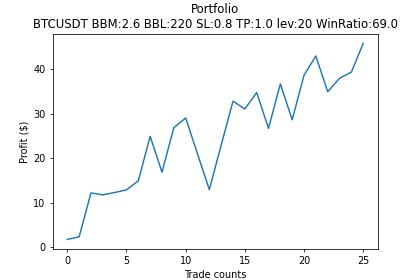 Portfolio
BTCUSDT BBM:2.6 BBL:220 SL:0.8 TP:1.0 lev:20 WinRatio:69.0
40
30
20
10
0
Profit ($)
0 5 10 15 20 25
Trade counts